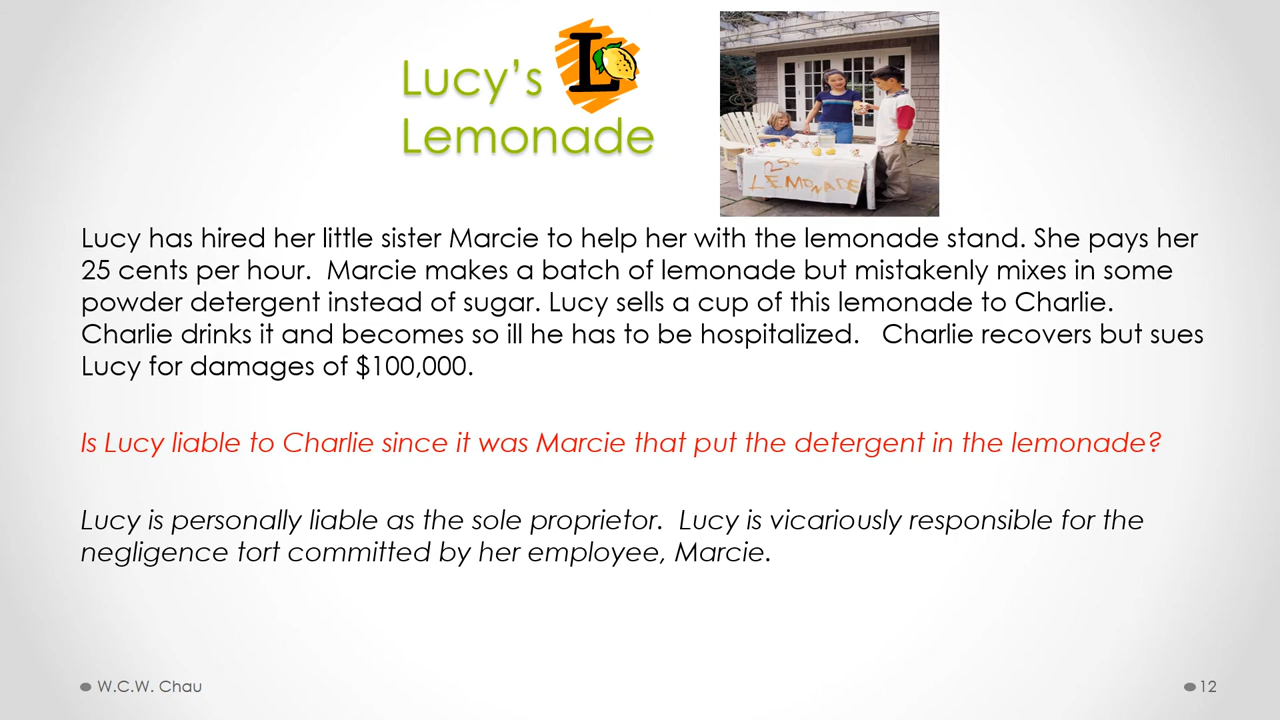 Lucy's
L
Lemonade
25¢
LEMONADE
Lucy has hired her little sister Marcie to help her with the lemonade stand. She pays her
25 cents per hour.  Marcie makes a batch of lemonade but mistakenly mixes in some
powder detergent instead of sugar. Lucy sells a cup of this lemonade to Charlie.
Charlie drinks it and becomes so ill he has to be hospitalized.   Charlie recovers but sues
Lucy for damages of $100,000.
Is Lucy liable to Charlie since it was Marcie that put the detergent in the lemonade?
Lucy is personally liable as the sole proprietor.  Lucy is vicariously responsible for the
negligence tort committed by her employee, Marcie.
W.C.W. Chau
12